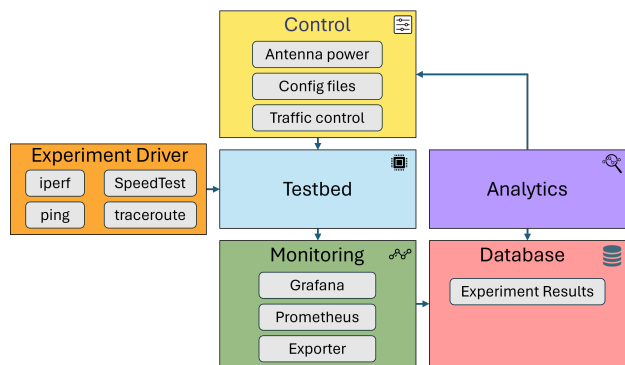 Control
Antenna power
Config files
Traffic control
Experiment Driver
iperf
SpeedTest
ping
traceroute
Testbed
Analytics
Monitoring
Grafana
Prometheus
Exporter
Database
Experiment Results